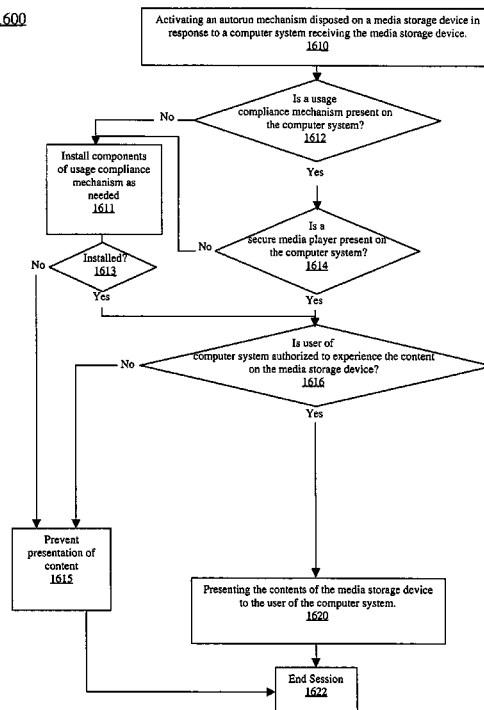 1600
Activating an autorun mechanism disposed on a media storage device in
response to a computer system receiving the media storage device.
1610
Is a usage
compliance mechanism present on
the computer system?
1612
No
Yes
Install components
of usage compliance
mechanism as
needed
1611
Is a
secure media player present on
the computer system?
1614
No
Yes
Installed?
1613
No
Yes
Is user of
computer system authorized to experience the content
on the media storage device?
1616
No
Yes
Prevent
presentation of
content
1615
Presenting the contents of the media storage device
to the user of the computer system.
1620
End Session
1622